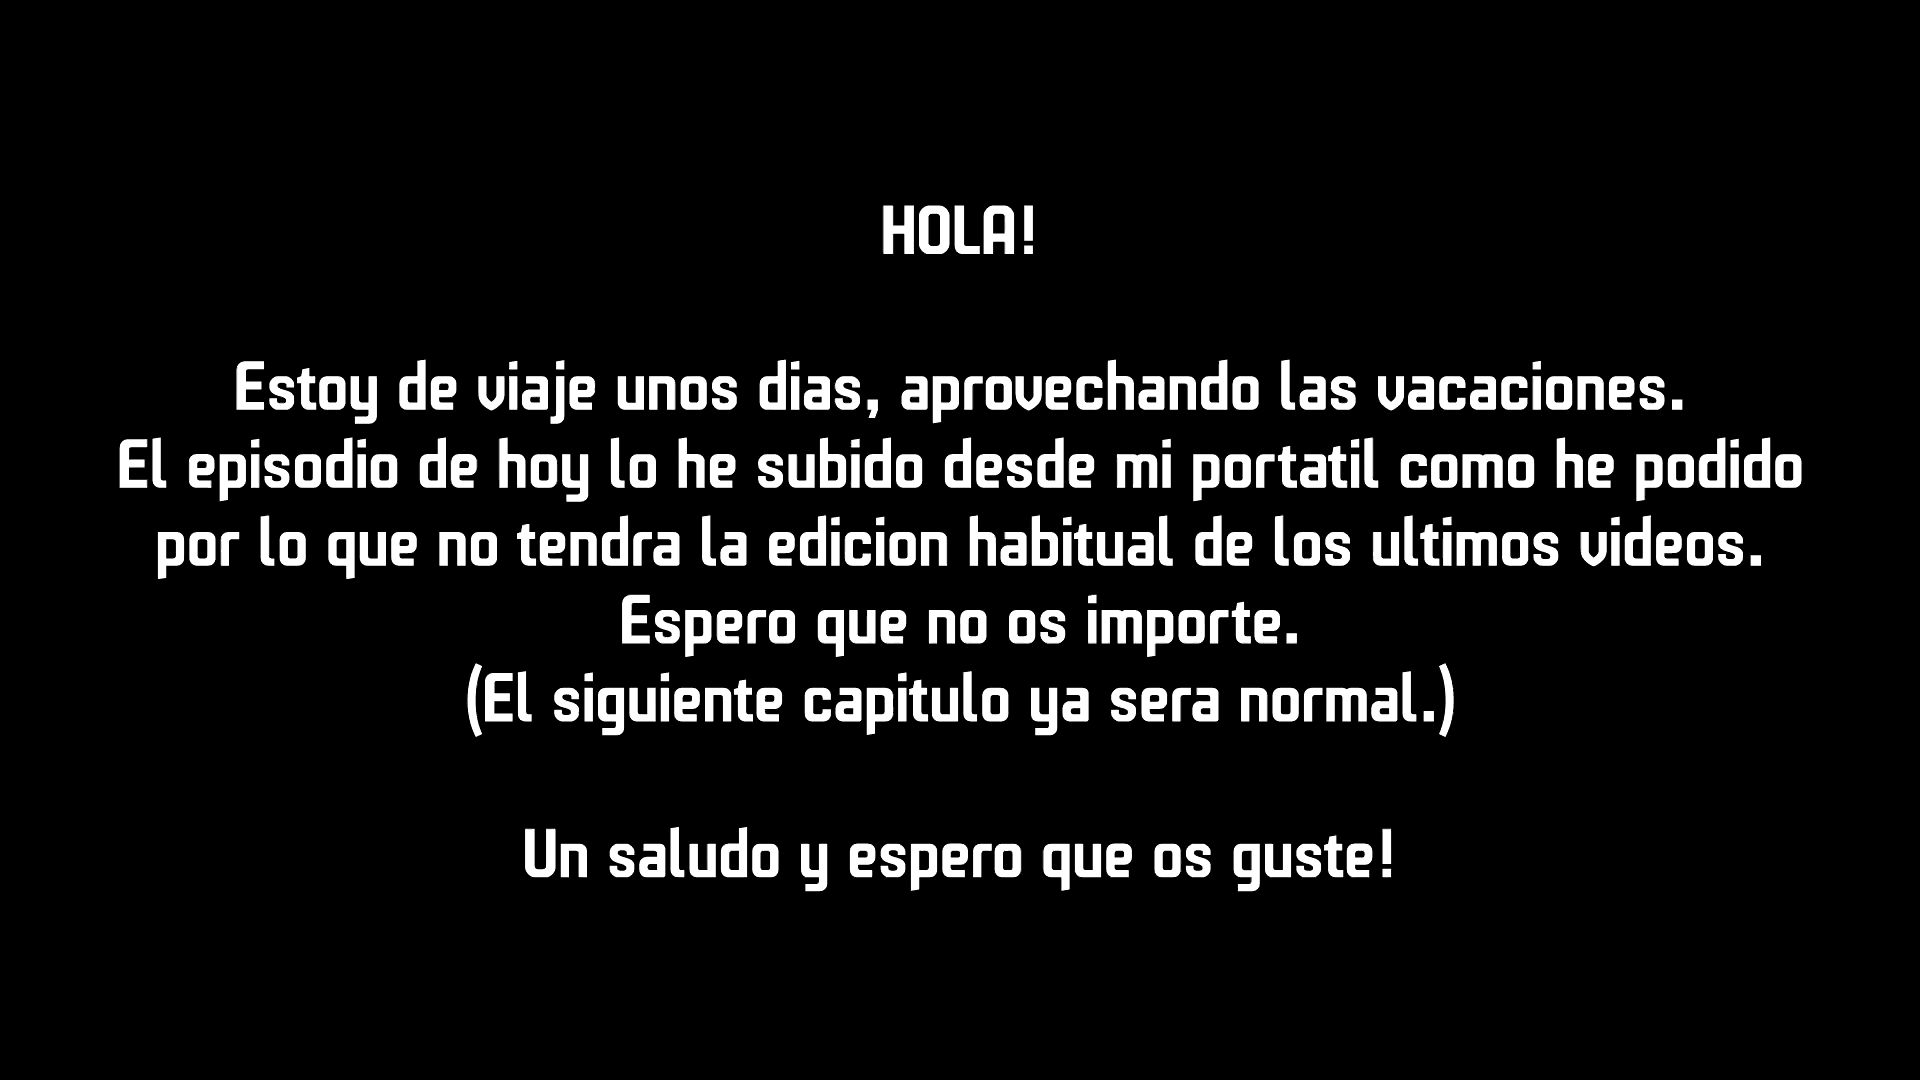 HOLA!
Estoy de viaje unos dias, aprovechando las vacaciones.
El episodio de hoy lo he subido desde mi portatil como he podido
por lo que no tendra la edicion habitual de los ultimos videos.
Espero que no os importe.
(El siguiente capitulo ya sera normal.)
Un saludo y espero que os guste!